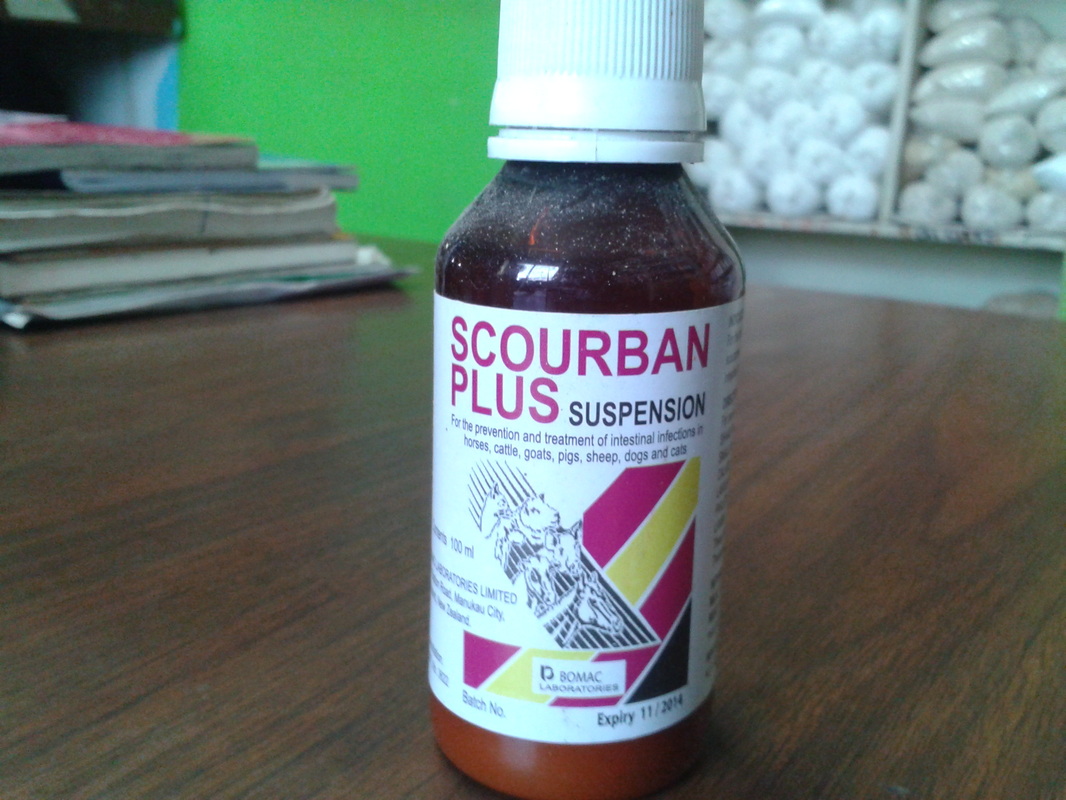 SCOURBAN
PLUS SUSPENSION
For the prevention and treatment of intestinal infections in
horses, cattle, goats, pigs, sheep, dogs and cats
100 ml
LABORATORIES LIMITED
Road, Manukau City,
New Zealand
BOMAC
LABORATORIES
Batch No.
Expiry 11/2014